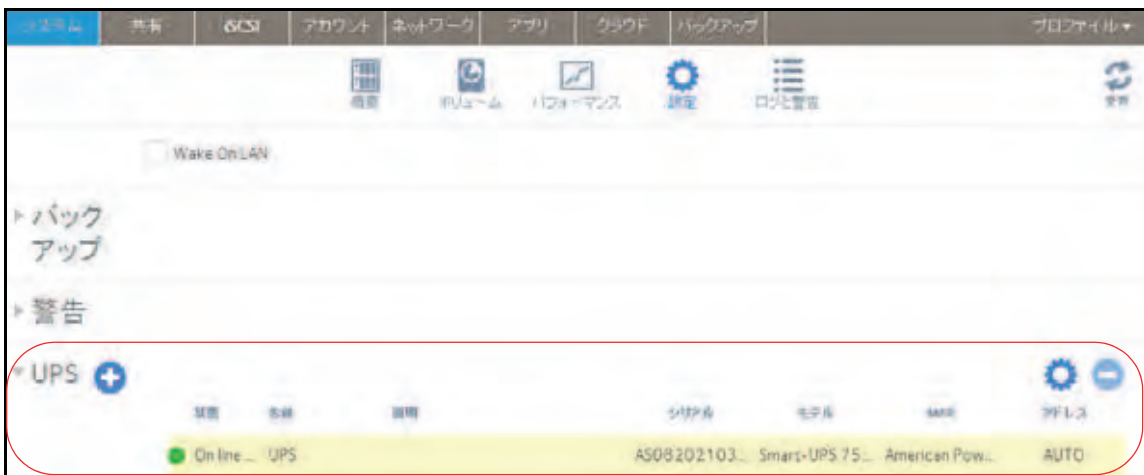 システム 共有 iSCSI アカウント ネットワーク アプリ クラウド バックアップ プロファイル▼
概要 ボリューム パフォーマンス 設定 ログと警告 更新
Wake On LAN
バック
アップ
警告
UPS
状態 名前 説明 シリアル モデル MFR アドレス
On line ... UPS AS08202103... Smart-UPS 75... American Pow... AUTO